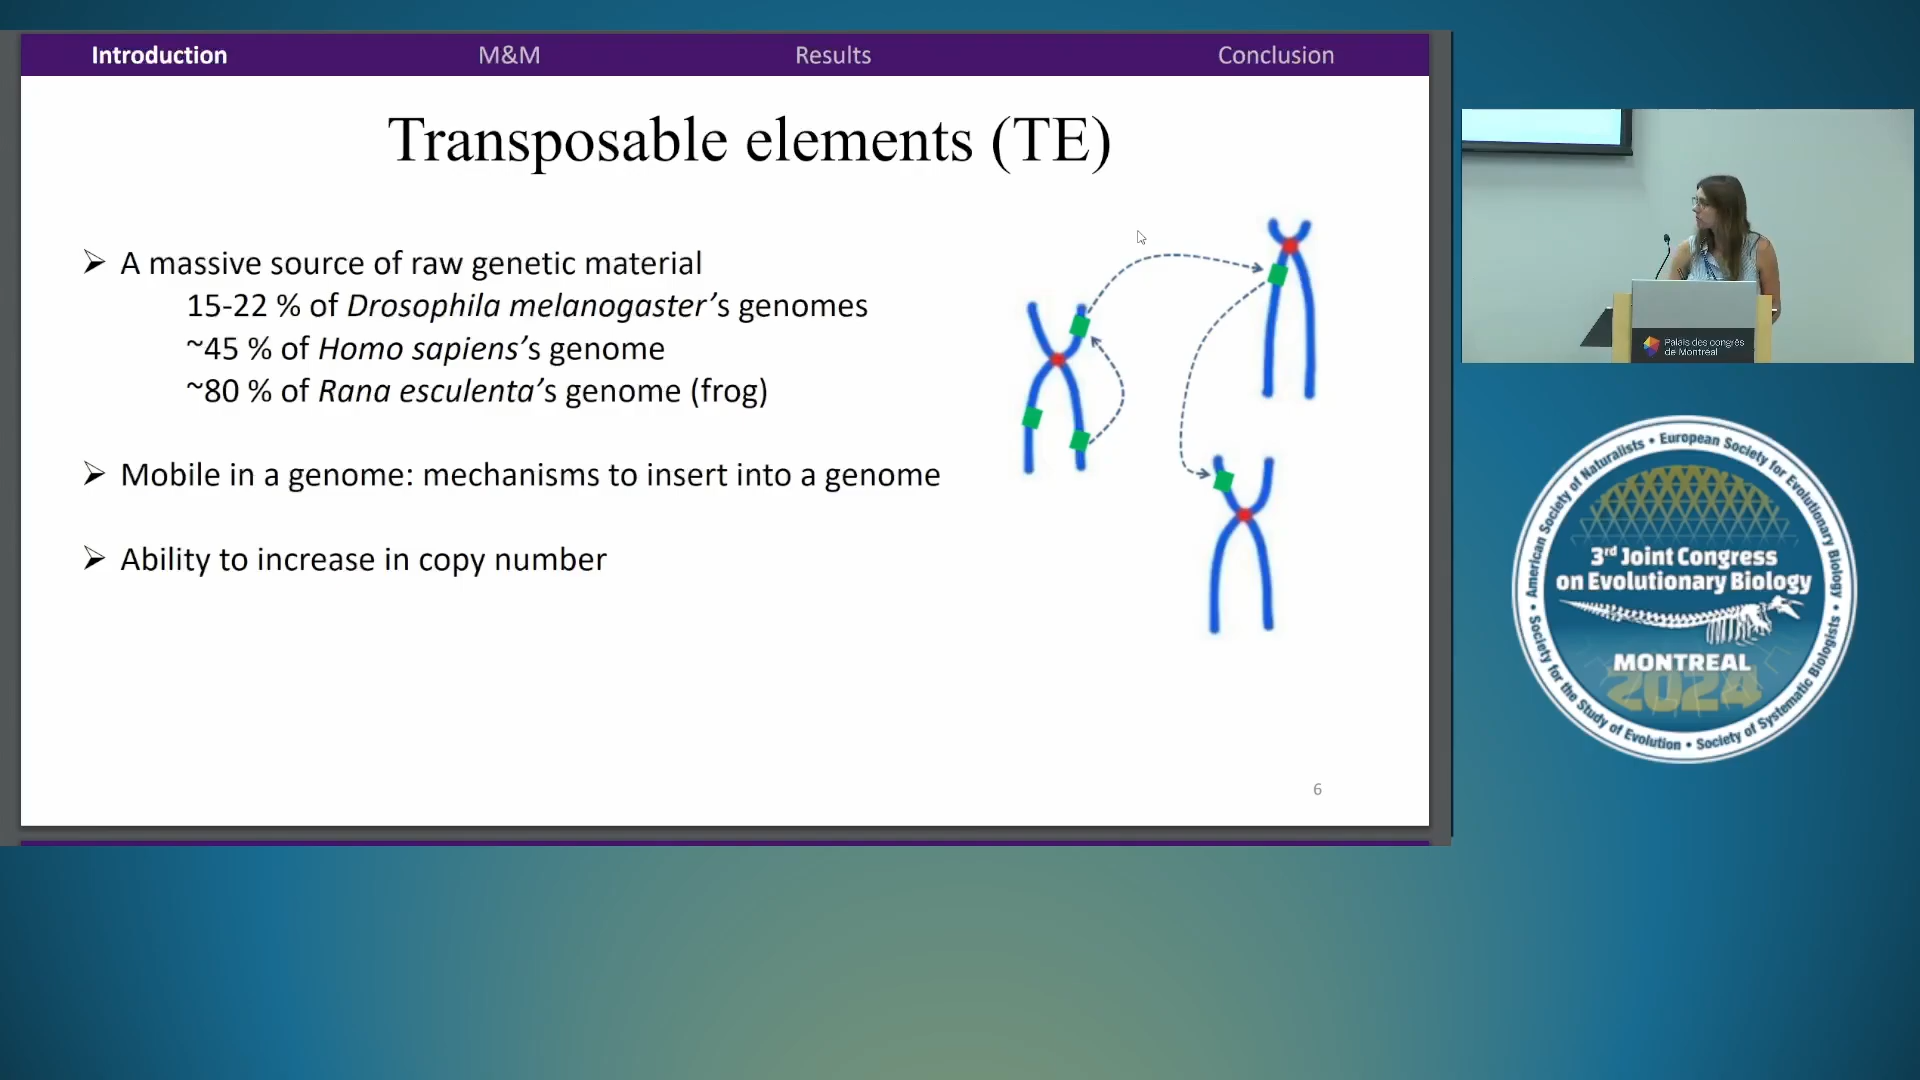 Introduction
M&M
Results
Conclusion
Transposable elements (TE)
➢ A massive source of raw genetic material
15-22 % of Drosophila melanogaster’s genomes
~45 % of Homo sapiens’s genome
~80 % of Rana esculenta’s genome (frog)
➢ Mobile in a genome: mechanisms to insert into a genome
➢ Ability to increase in copy number
6
Palais des congrès
de Montréal
American Society of Naturalists • European Society for Evolutionary Biology • Society of Systematic Biologists • Society for the Study of Evolution •
3rd Joint Congress
on Evolutionary Biology
MONTREAL
2024